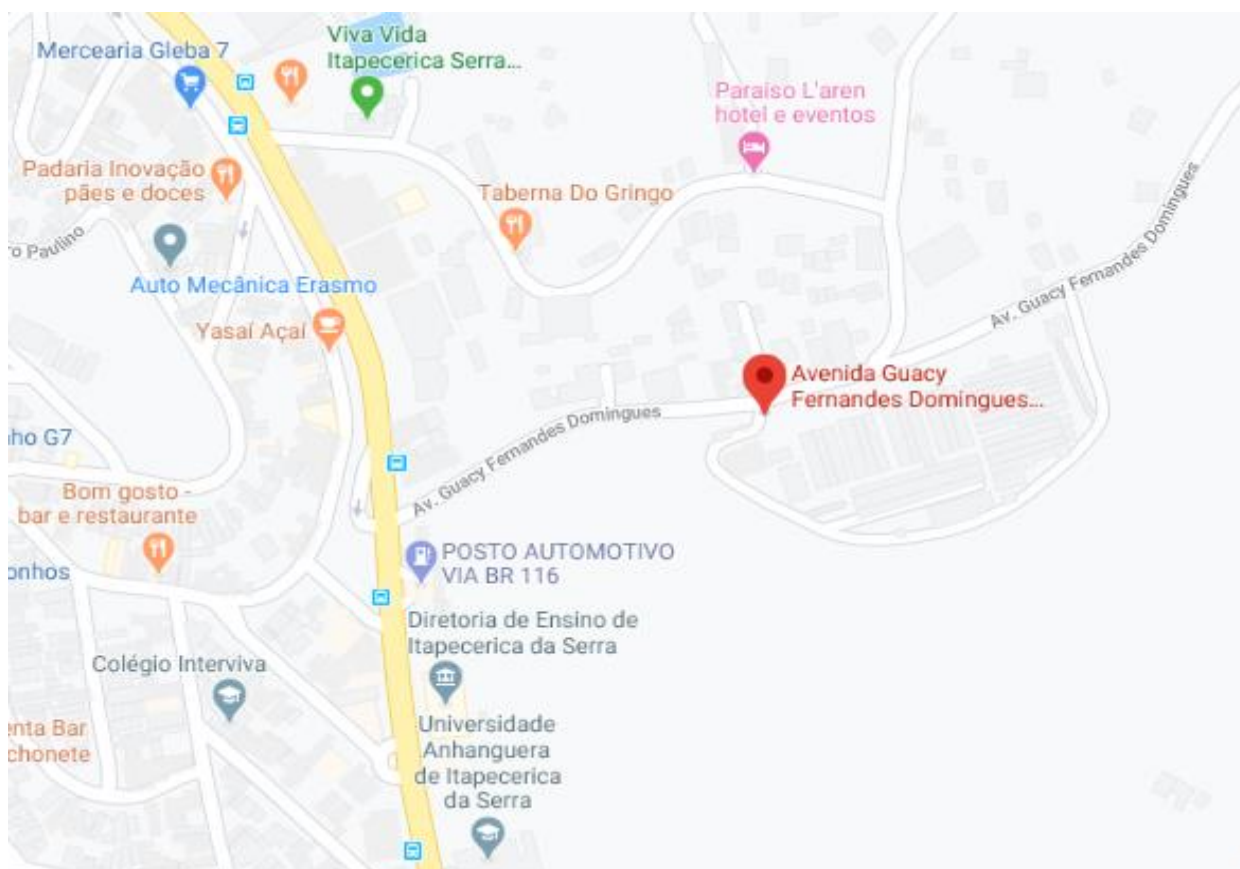 Mercearia Gleba 7
Viva Vida
Itapecerica Serra...
Paraiso L'aren
hotel e eventos
Padaria Inovação
pães e doces
Taberna Do Gringo
o Paulino
Auto Mecânica Erasmo
Yasaí Açaí
Av. Guacy Fernandes Domingues
Avenida Guacy
Fernandes Domingues...
Av. Guacy Fernandes Domingues
nho G7
Bom gosto -
bar e restaurante
onhos
POSTO AUTOMOTIVO
VIA BR 116
Diretoria de Ensino de
Itapecerica da Serra
Colégio Interviva
Universidade
Anhanguera
de Itapecerica
da Serra
enta Bar
chonete